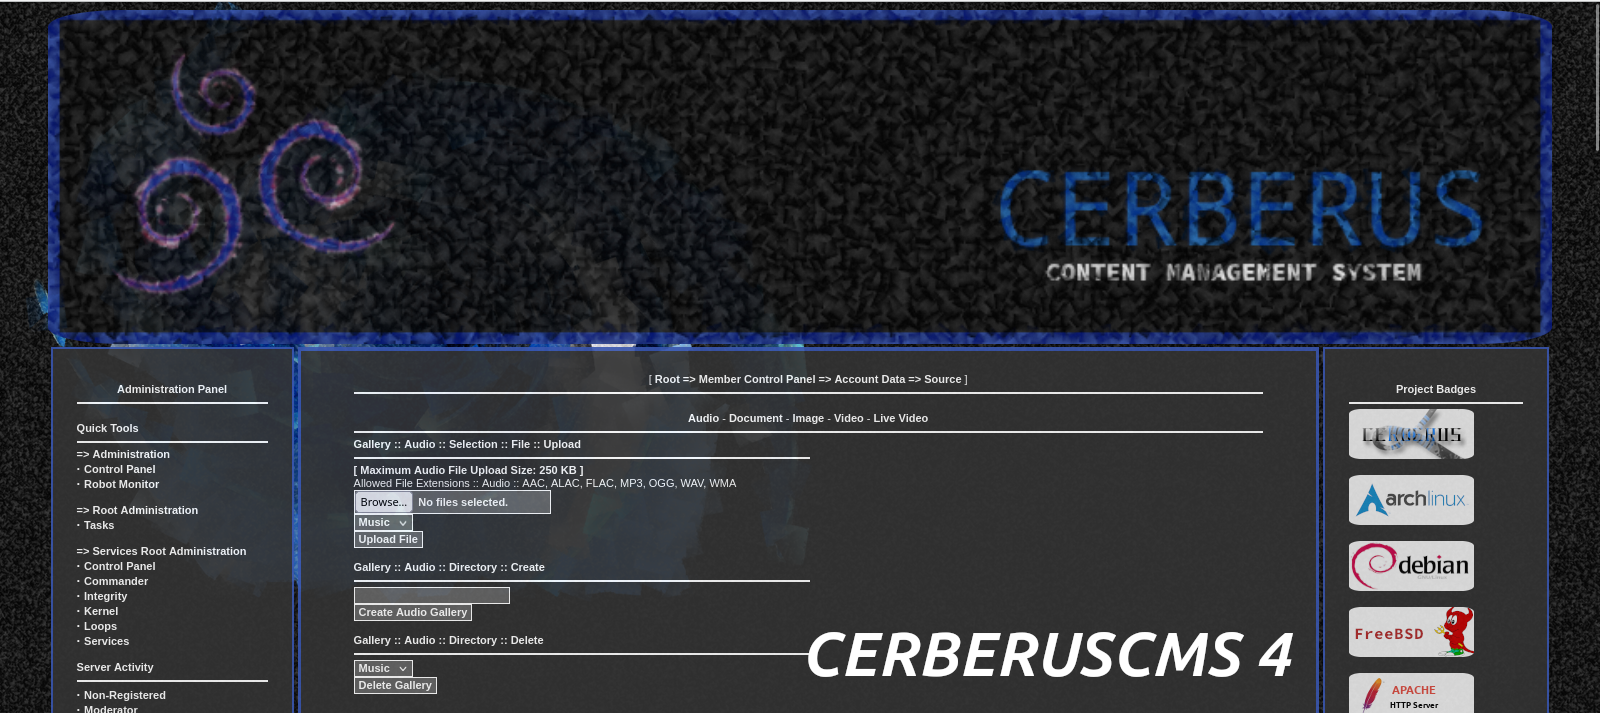 CERBERUS
CONTENT MANAGEMENT SYSTEM
Administration Panel
Quick Tools
=> Administration
· Control Panel
· Robot Monitor
=> Root Administration
· Tasks
=> Services Root Administration
· Control Panel
· Commander
· Integrity
· Kernel
· Loops
· Services
Server Activity
· Non-Registered
· Moderator
[ Root => Member Control Panel => Account Data => Source ]
Audio - Document - Image - Video - Live Video
Gallery :: Audio :: Selection :: File :: Upload
[ Maximum Audio File Upload Size: 250 KB ]
Allowed File Extensions :: Audio :: AAC, ALAC, FLAC, MP3, OGG, WAV, WMA
Browse... No files selected.
Music
Upload File
Gallery :: Audio :: Directory :: Create
Create Audio Gallery
Gallery :: Audio :: Directory :: Delete
Music
Delete Gallery
CERBERUSCMS 4
Project Badges
CERBERUS
archlinux
debian
FreeBSD
APACHE
HTTP Server